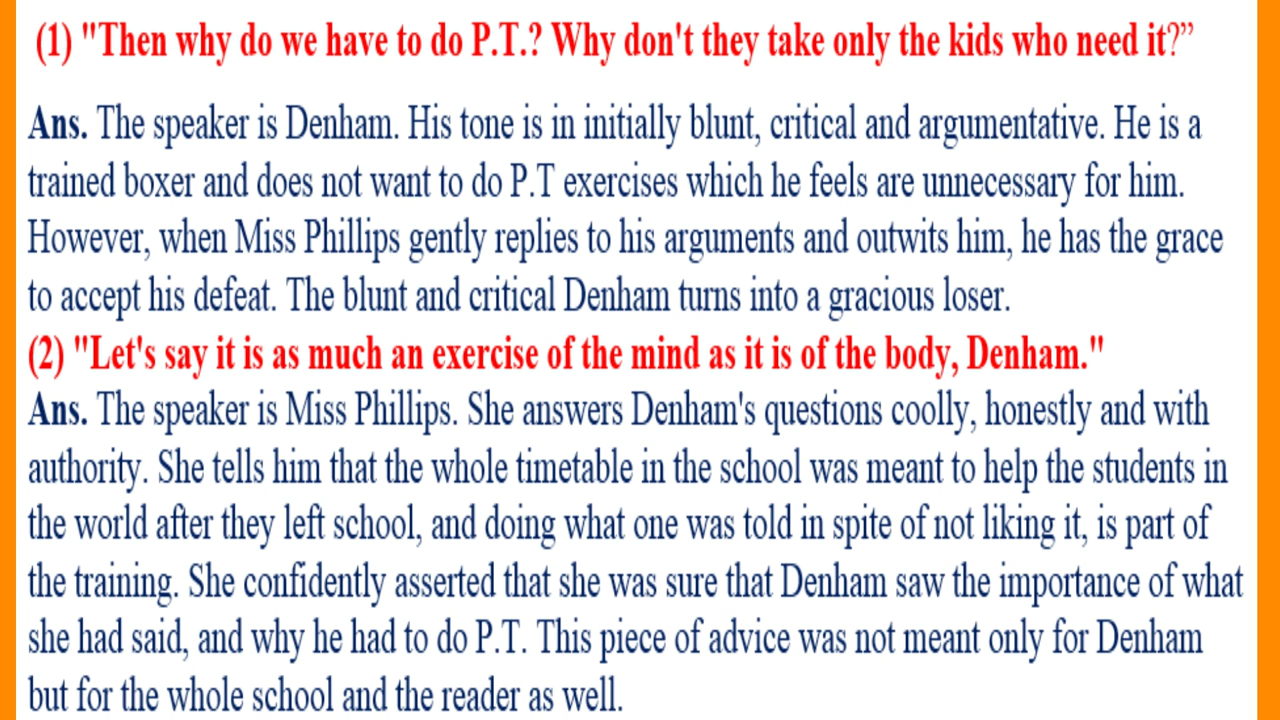 (1) "Then why do we have to do P.T.? Why don't they take only the kids who need it?”
Ans. The speaker is Denham. His tone is in initially blunt, critical and argumentative. He is a
trained boxer and does not want to do P.T exercises which he feels are unnecessary for him.
However, when Miss Phillips gently replies to his arguments and outwits him, he has the grace
to accept his defeat. The blunt and critical Denham turns into a gracious loser.
(2) "Let's say it is as much an exercise of the mind as it is of the body, Denham."
Ans. The speaker is Miss Phillips. She answers Denham's questions coolly, honestly and with
authority. She tells him that the whole timetable in the school was meant to help the students in
the world after they left school, and doing what one was told in spite of not liking it, is part of
the training. She confidently asserted that she was sure that Denham saw the importance of what
she had said, and why he had to do P.T. This piece of advice was not meant only for Denham
but for the whole school and the reader as well.